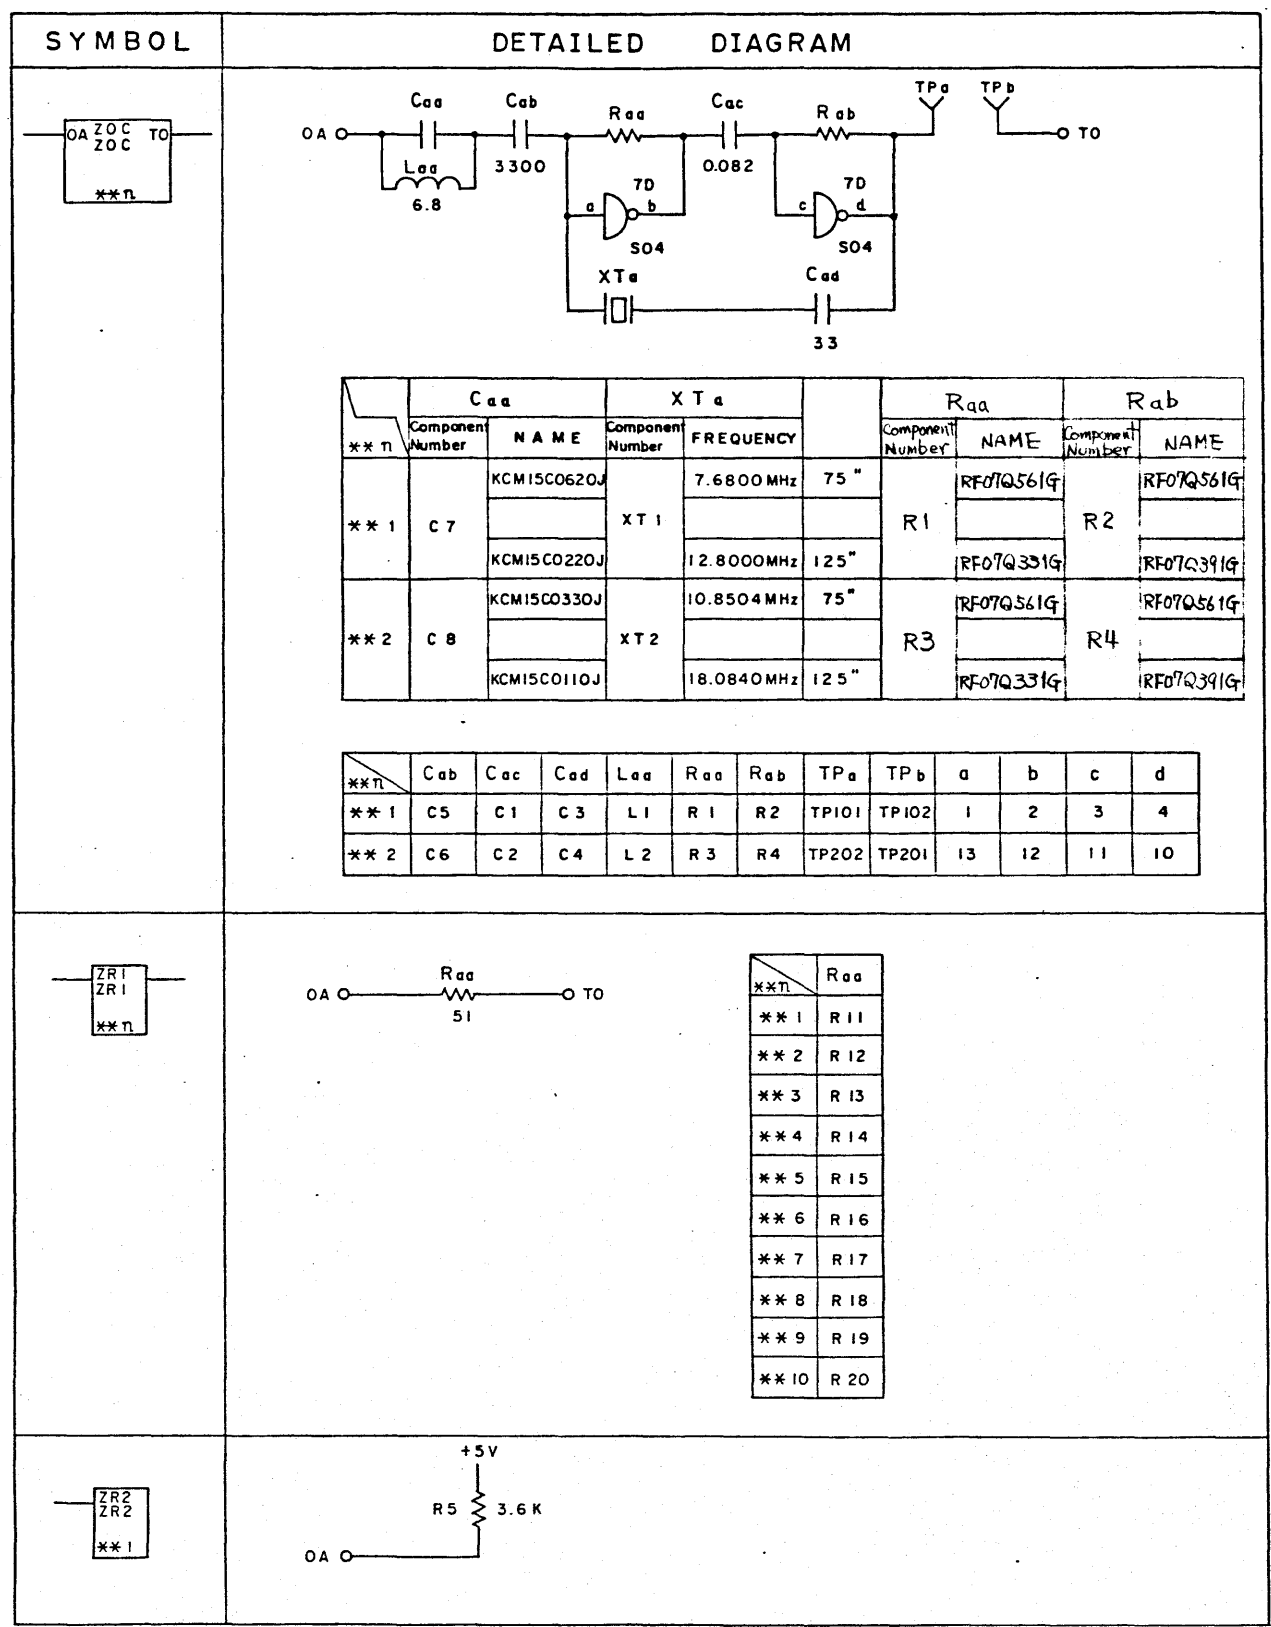 SYMBOL DETAILED DIAGRAM
OA ZOC TO
ZOC
**n
TPa TPb
Caa Cab Raa Cac Rab
OA TO
Laa 3300 0.082
6.8 7D 7D
a b c d
S04 S04
XTa Cad
33
**n Caa XTa Raa Rab
Component Number NAME Component Number FREQUENCY Component Number NAME Component Number NAME
KCM15C0620J 7.6800MHz 75" RF07Q561G RF07Q561G
**1 C7 XT1 R1 R2
KCM15C0220J 12.8000MHz 125" RF07Q331G RF07Q391G
KCM15C0330J 10.8504MHz 75" RF07Q561G RF07Q561G
**2 C8 XT2 R3 R4
KCM15C0110J 18.0840MHz 125" RF07Q331G RF07Q391G
**n Cab Cac Cad Laa Raa Rab TPa TPb a b c d
**1 C5 C1 C3 L1 R1 R2 TP101 TP102 1 2 3 4
**2 C6 C2 C4 L2 R3 R4 TP202 TP201 13 12 11 10
ZR1
ZR1
**n
Raa
OA TO
51
**n Raa
**1 R11
**2 R12
**3 R13
**4 R14
**5 R15
**6 R16
**7 R17
**8 R18
**9 R19
**10 R20
ZR2
ZR2
**1
+5V
R5 3.6K
OA